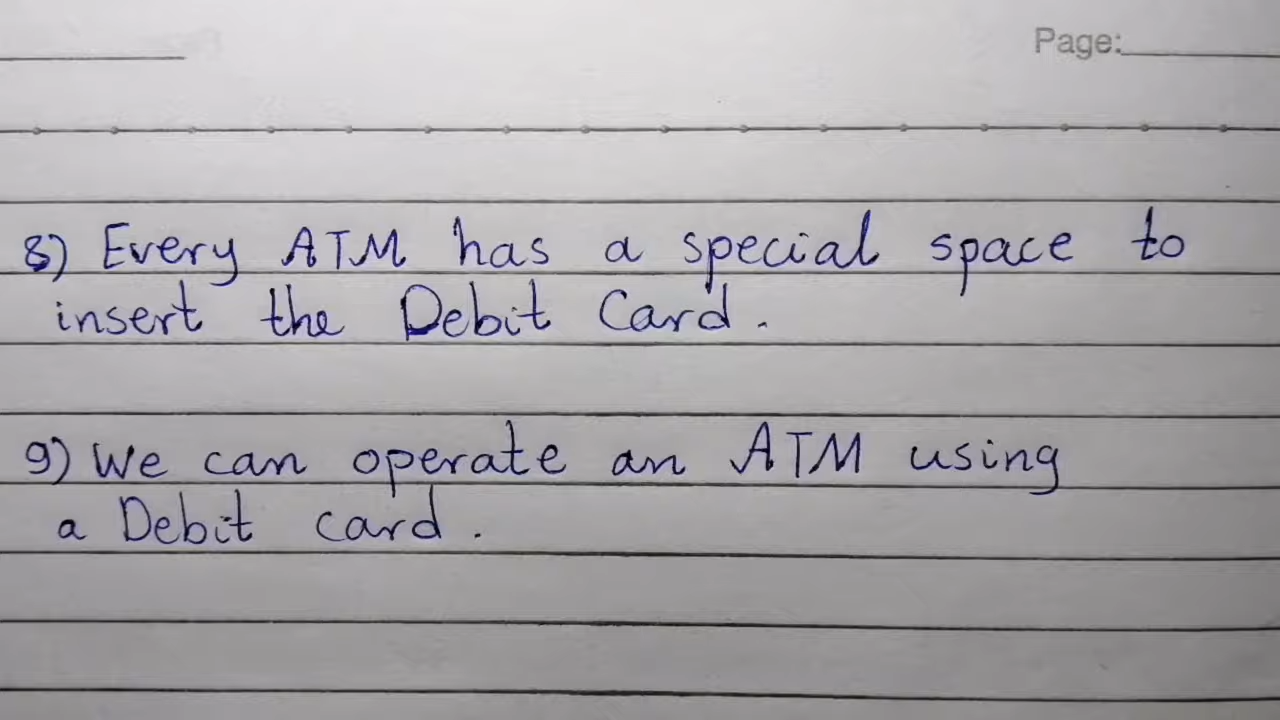 Page:
8) Every ATM has a special space to
insert the Debit Card.
9) We can operate an ATM using
a Debit card.